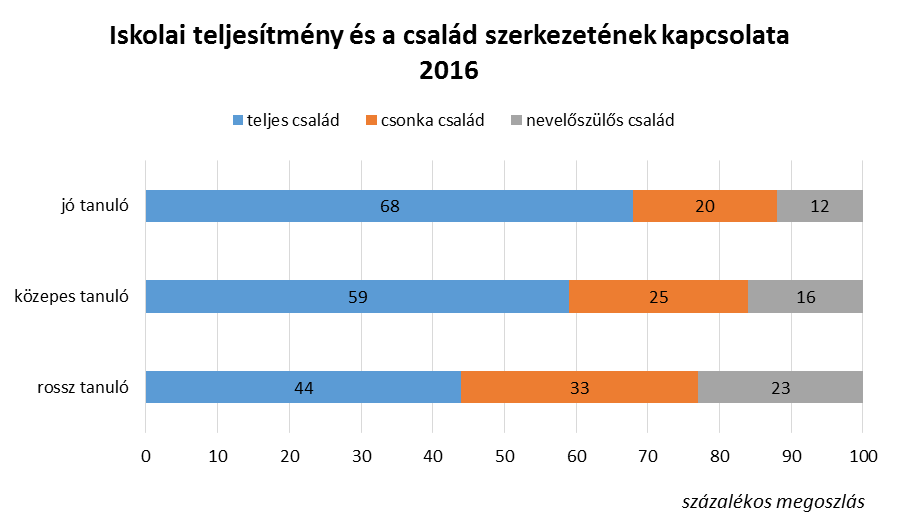 Iskolai teljesítmény és a család szerkezetének kapcsolata
2016
teljes család csonka család nevelőszülős család
jó tanuló 68 20 12
közepes tanuló 59 25 16
rossz tanuló 44 33 23
0 10 20 30 40 50 60 70 80 90 100
százalékos megoszlás